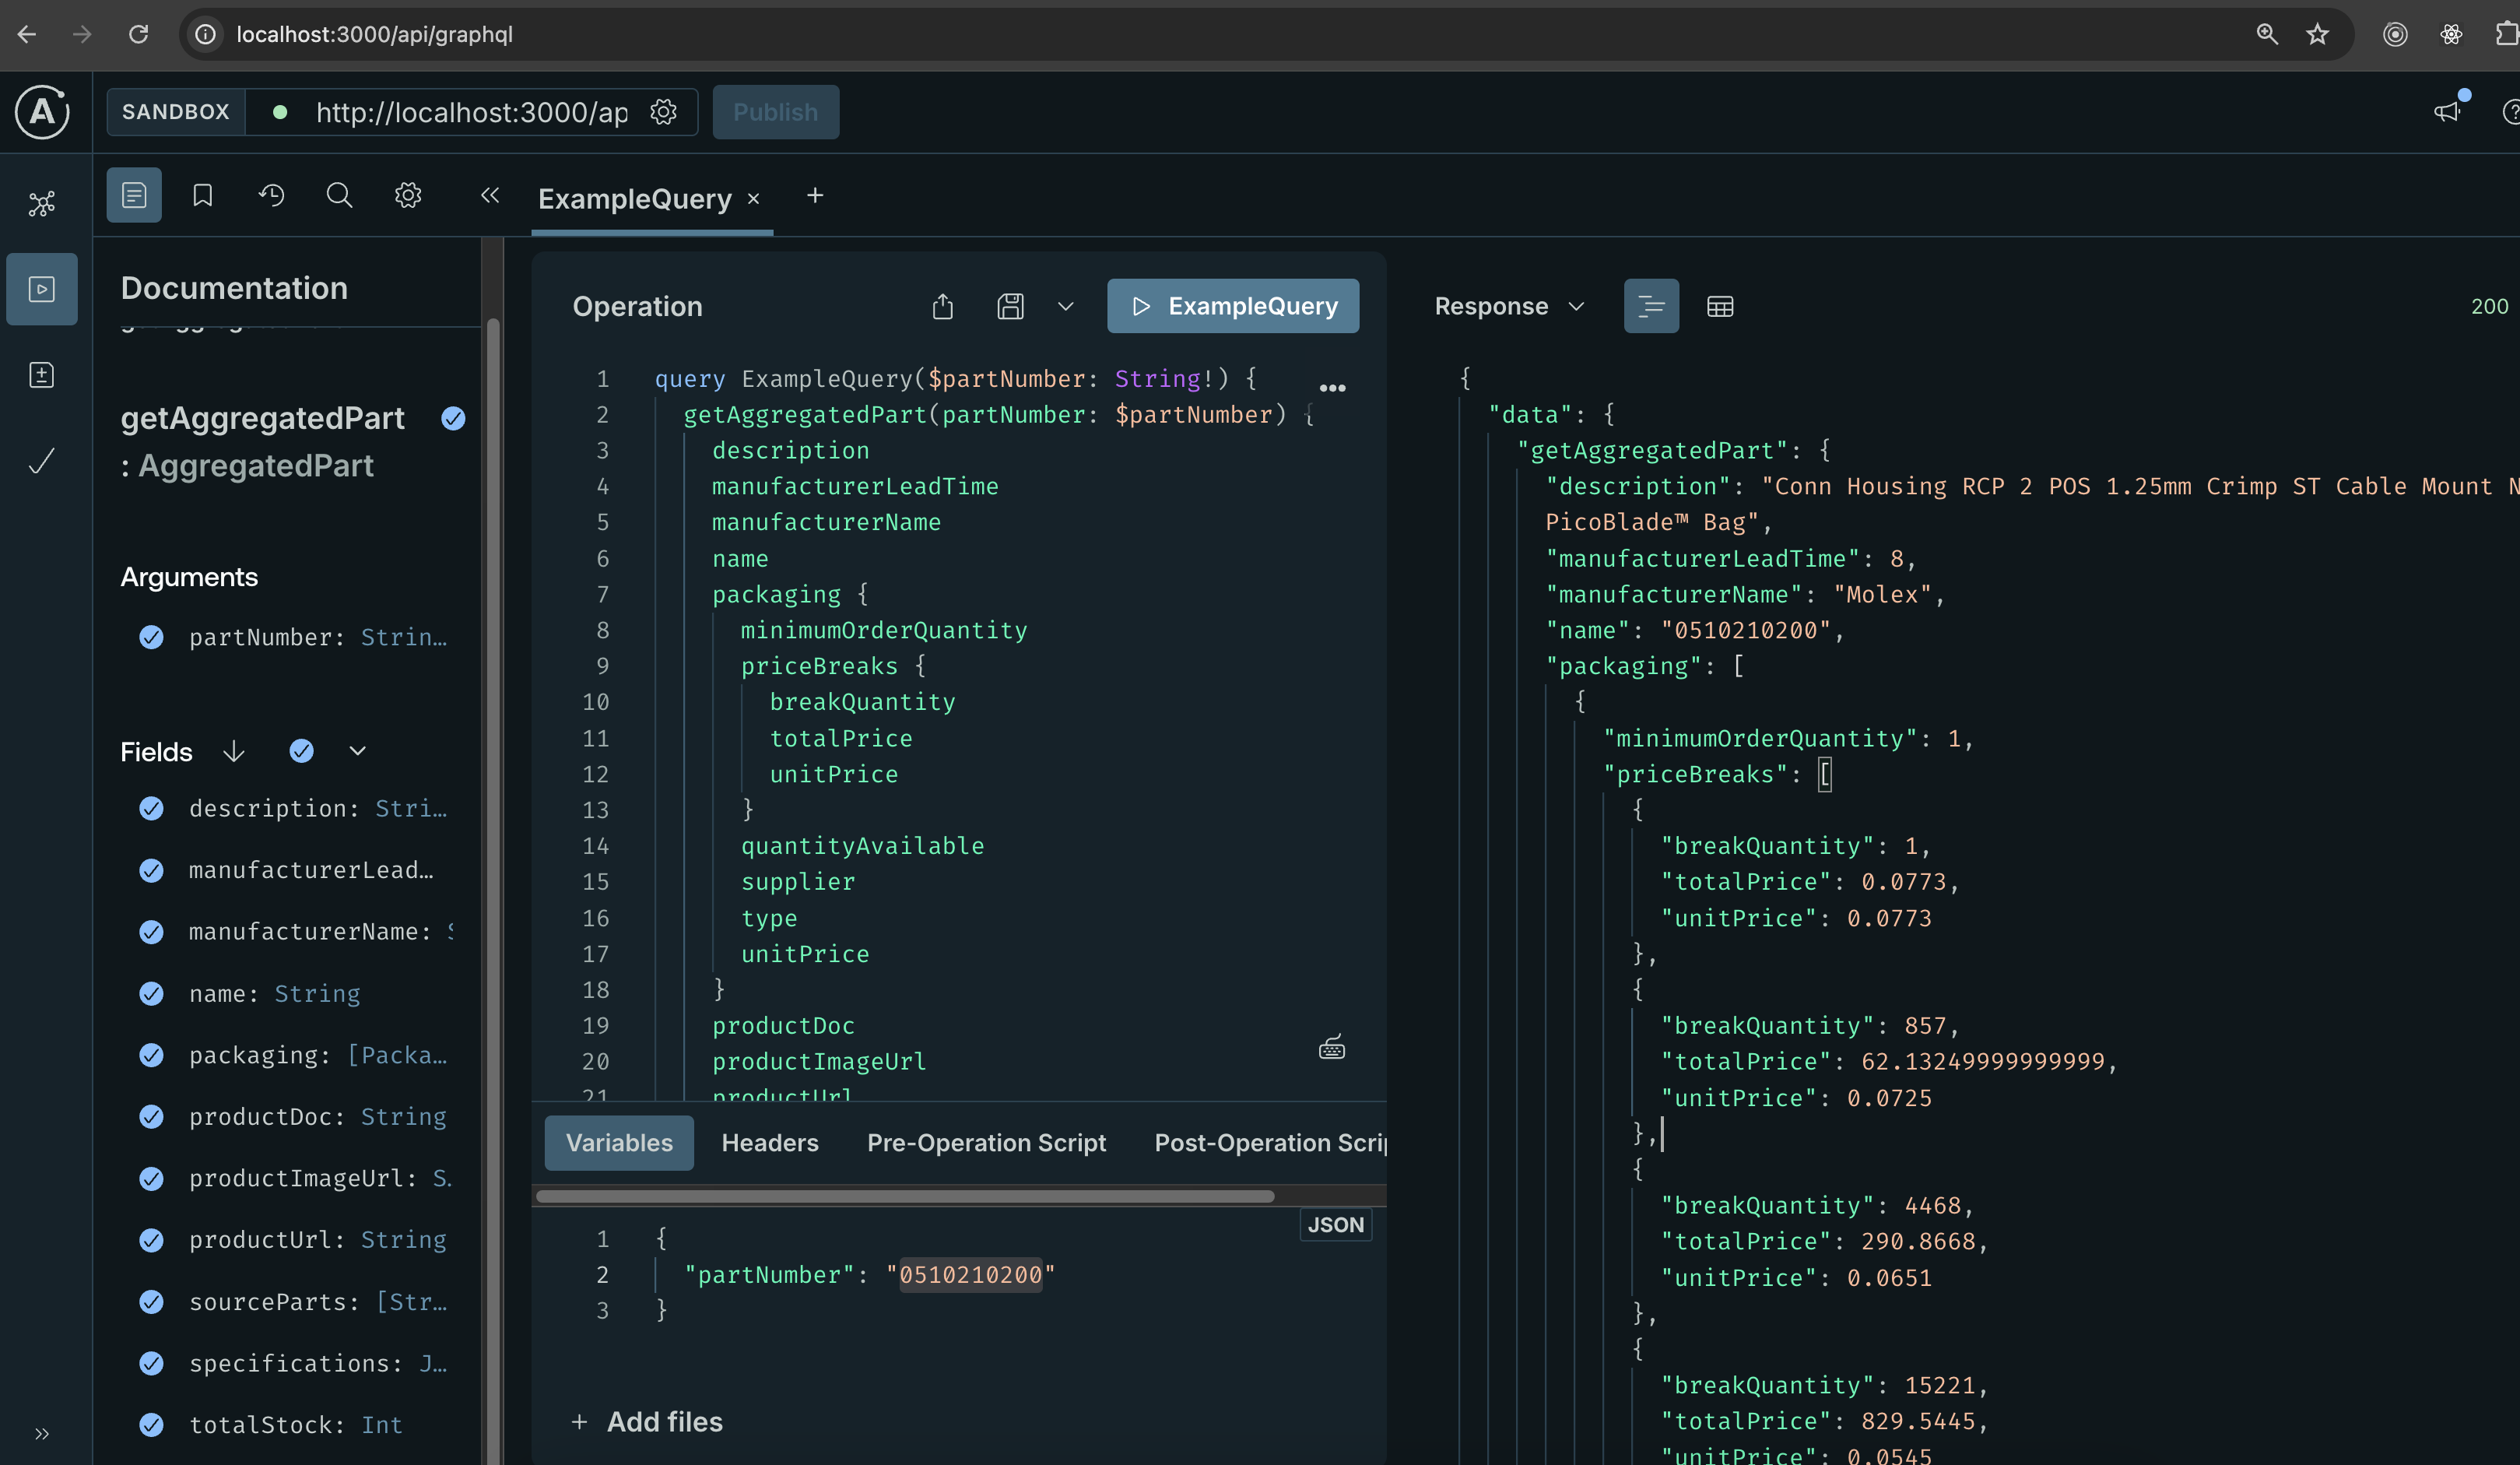 localhost:3000/api/graphql
SANDBOX
http://localhost:3000/ap
Publish
ExampleQuery
Documentation
getAggregatedPart
: AggregatedPart
Arguments
partNumber: Strin…
Fields
description: Stri…
manufacturerLead…
manufacturerName: S
name: String
packaging: [Packa…
productDoc: String
productImageUrl: S.
productUrl: String
sourceParts: [Str…
specifications: J…
totalStock: Int
Operation
ExampleQuery
1 query ExampleQuery($partNumber: String!) {
2 getAggregatedPart(partNumber: $partNumber) {
3 description
4 manufacturerLeadTime
5 manufacturerName
6 name
7 packaging {
8 minimumOrderQuantity
9 priceBreaks {
10 breakQuantity
11 totalPrice
12 unitPrice
13 }
14 quantityAvailable
15 supplier
16 type
17 unitPrice
18 }
19 productDoc
20 productImageUrl
21 productUrl
Variables
Headers
Pre-Operation Script
Post-Operation Scrip
JSON
1 {
2 "partNumber": "0510210200"
3 }
+ Add files
Response
200
{
"data": {
"getAggregatedPart": {
"description": "Conn Housing RCP 2 POS 1.25mm Crimp ST Cable Mount N
PicoBlade™ Bag",
"manufacturerLeadTime": 8,
"manufacturerName": "Molex",
"name": "0510210200",
"packaging": [
{
"minimumOrderQuantity": 1,
"priceBreaks": [
{
"breakQuantity": 1,
"totalPrice": 0.0773,
"unitPrice": 0.0773
},
{
"breakQuantity": 857,
"totalPrice": 62.13249999999999,
"unitPrice": 0.0725
},
{
"breakQuantity": 4468,
"totalPrice": 290.8668,
"unitPrice": 0.0651
},
{
"breakQuantity": 15221,
"totalPrice": 829.5445,
"unitPrice": 0.0545